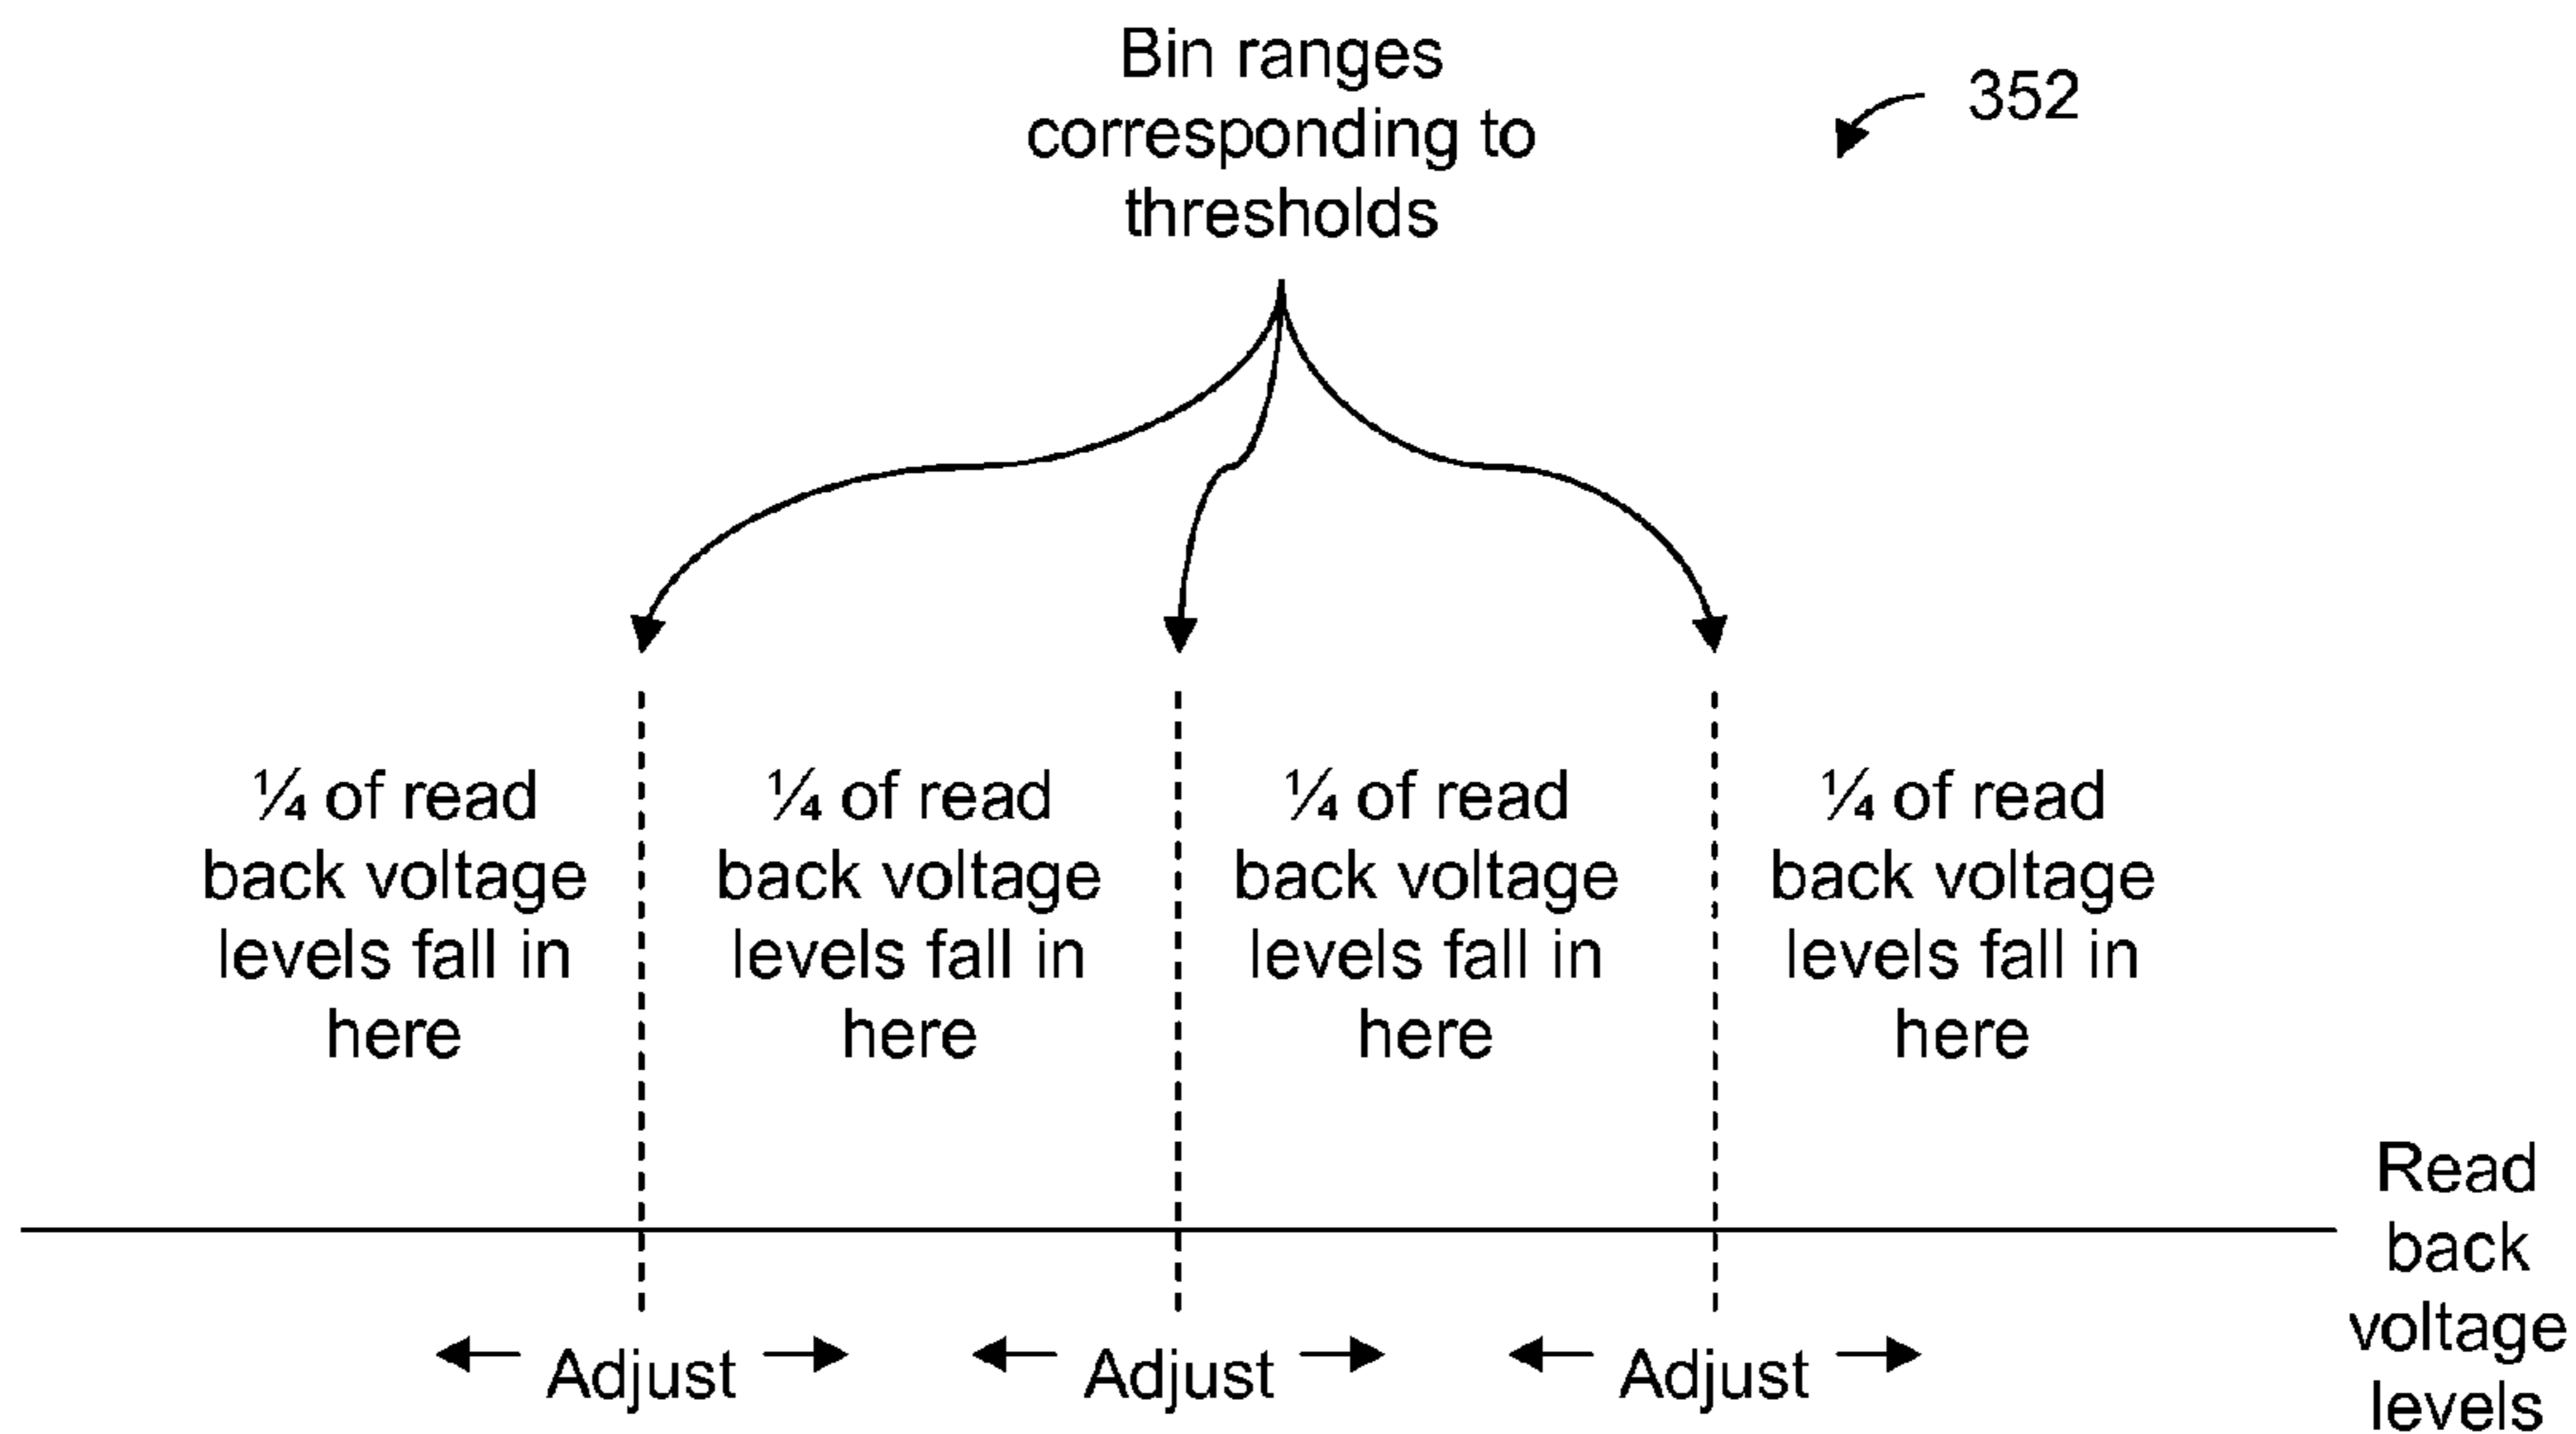 Bin ranges
corresponding to
thresholds
352
¼ of read
back voltage
levels fall in
here
¼ of read
back voltage
levels fall in
here
¼ of read
back voltage
levels fall in
here
¼ of read
back voltage
levels fall in
here
Read
back
voltage
levels
Adjust
Adjust
Adjust